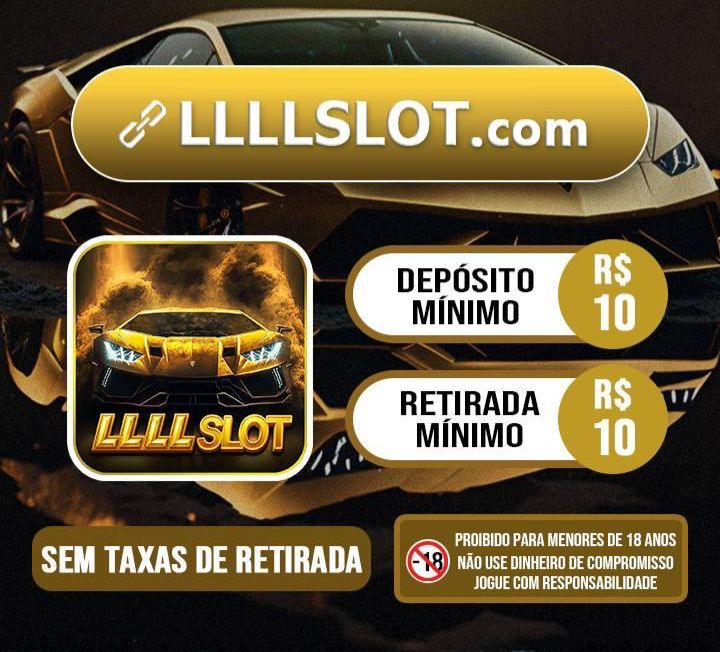 LLLLSLOT.com
LLLL SLOT
DEPÓSITO
MÍNIMO
R$
10
RETIRADA
MÍNIMO
R$
10
SEM TAXAS DE RETIRADA
-18
PROIBIDO PARA MENORES DE 18 ANOS
NÃO USE DINHEIRO DE COMPROMISSO
JOGUE COM RESPONSABILIDADE